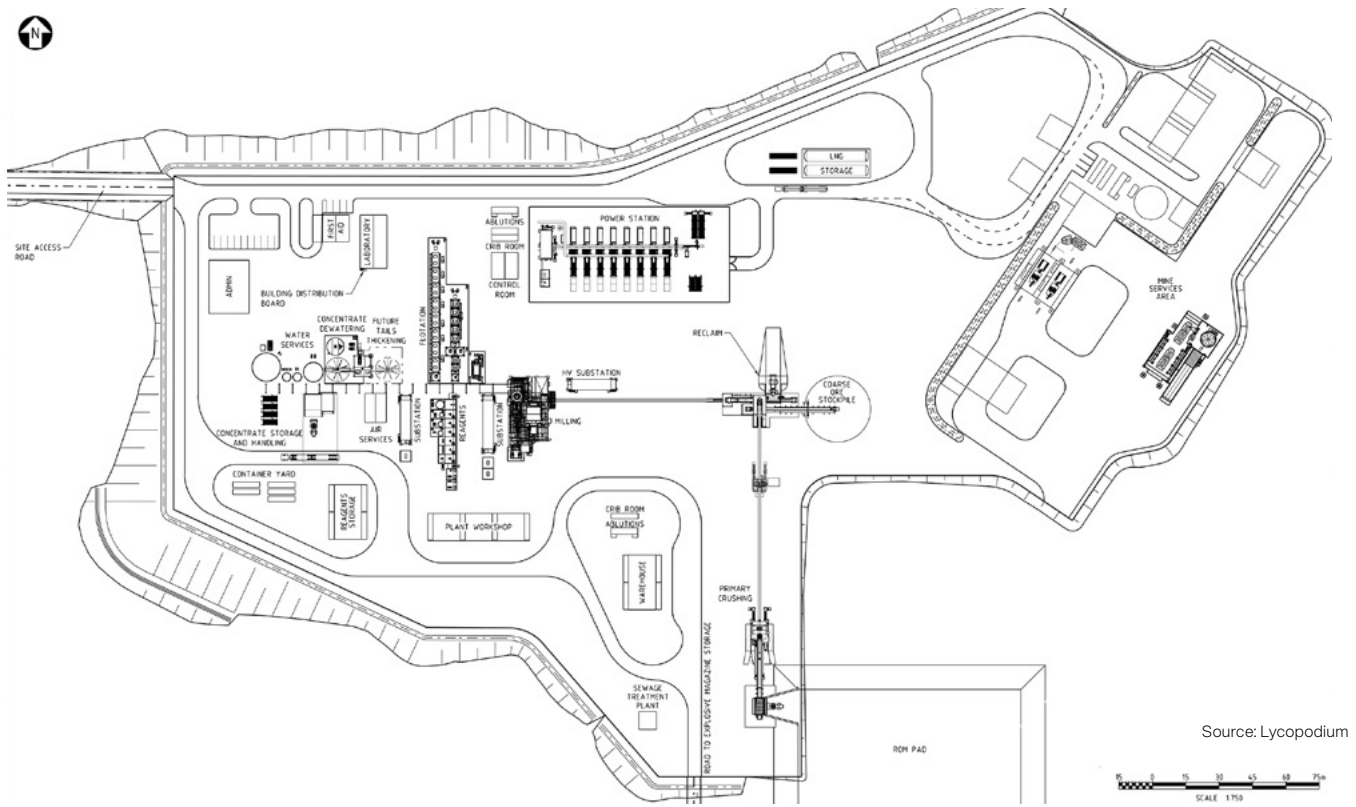 N
SITE ACCESS
ROAD
ADMIN
FIRST
AID
LABORATORY
BUILDING DISTRIBUTION
BOARD
ABLUTIONS
CRIB ROOM
CONTROL
ROOM
POWER STATION
LNG
STORAGE
MINE
SERVICES
AREA
CONCENTRATE
DEWATERING
FUTURE
TAILS
THICKENING
WATER
SERVICES
FLOTATION
RECLAIM
HV SUBSTATION
COARSE
ORE
STOCKPILE
CONCENTRATE STORAGE
AND HANDLING
AIR
SERVICES
SUBSTATION
REAGENTS
SUBSTATION
MILLING
CONTAINER YARD
REAGENTS
STORAGE
PLANT WORKSHOP
CRIB ROOM
ABLUTIONS
WAREHOUSE
PRIMARY
CRUSHING
SEWAGE
TREATMENT
PLANT
ROAD TO EXPLOSIVE MAGAZINE STORAGE
ROM PAD
Source: Lycopodium
15 0 15 30 45 60 75m
SCALE 1:750